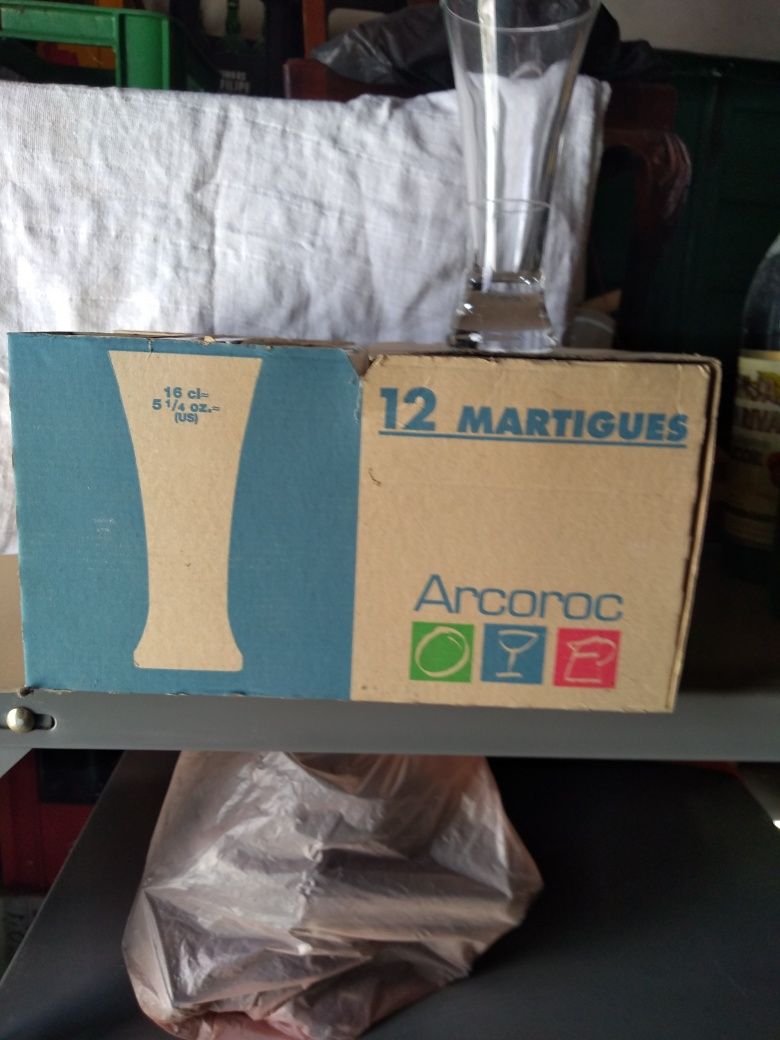 16 cl≈
5 1/4 oz.≈
(US)
12 MARTIGUES
Arcoroc